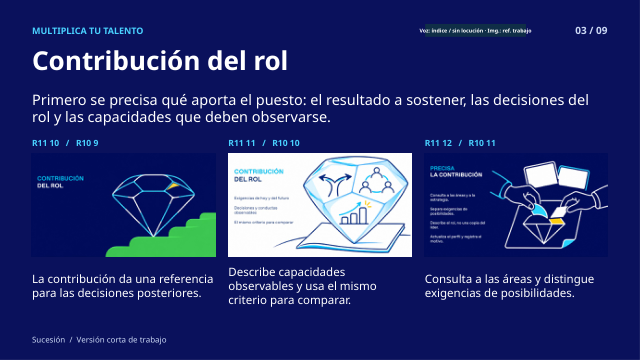 MULTIPLICA TU TALENTO
Voz: índice / sin locución · Img.: ref. trabajo
03 / 09
Contribución del rol
Primero se precisa qué aporta el puesto: el resultado a sostener, las decisiones del
rol y las capacidades que deben observarse.
R11 10 / R10 9
R11 11 / R10 10
R11 12 / R10 11
CONTRIBUCIÓN
DEL ROL
CONTRIBUCIÓN
DEL ROL
Exigencias de hoy y del futuro
Decisiones y conductas
observables
El mismo criterio para comparar
PRECISA
LA CONTRIBUCIÓN
Consulta a las áreas y a la
estrategia.
Separa exigencias de
posibilidades.
Describe el rol, no una copia del
líder.
Actualiza el perfil y registra el
motivo.
La contribución da una referencia
para las decisiones posteriores.
Describe capacidades
observables y usa el mismo
criterio para comparar.
Consulta a las áreas y distingue
exigencias de posibilidades.
Sucesión / Versión corta de trabajo